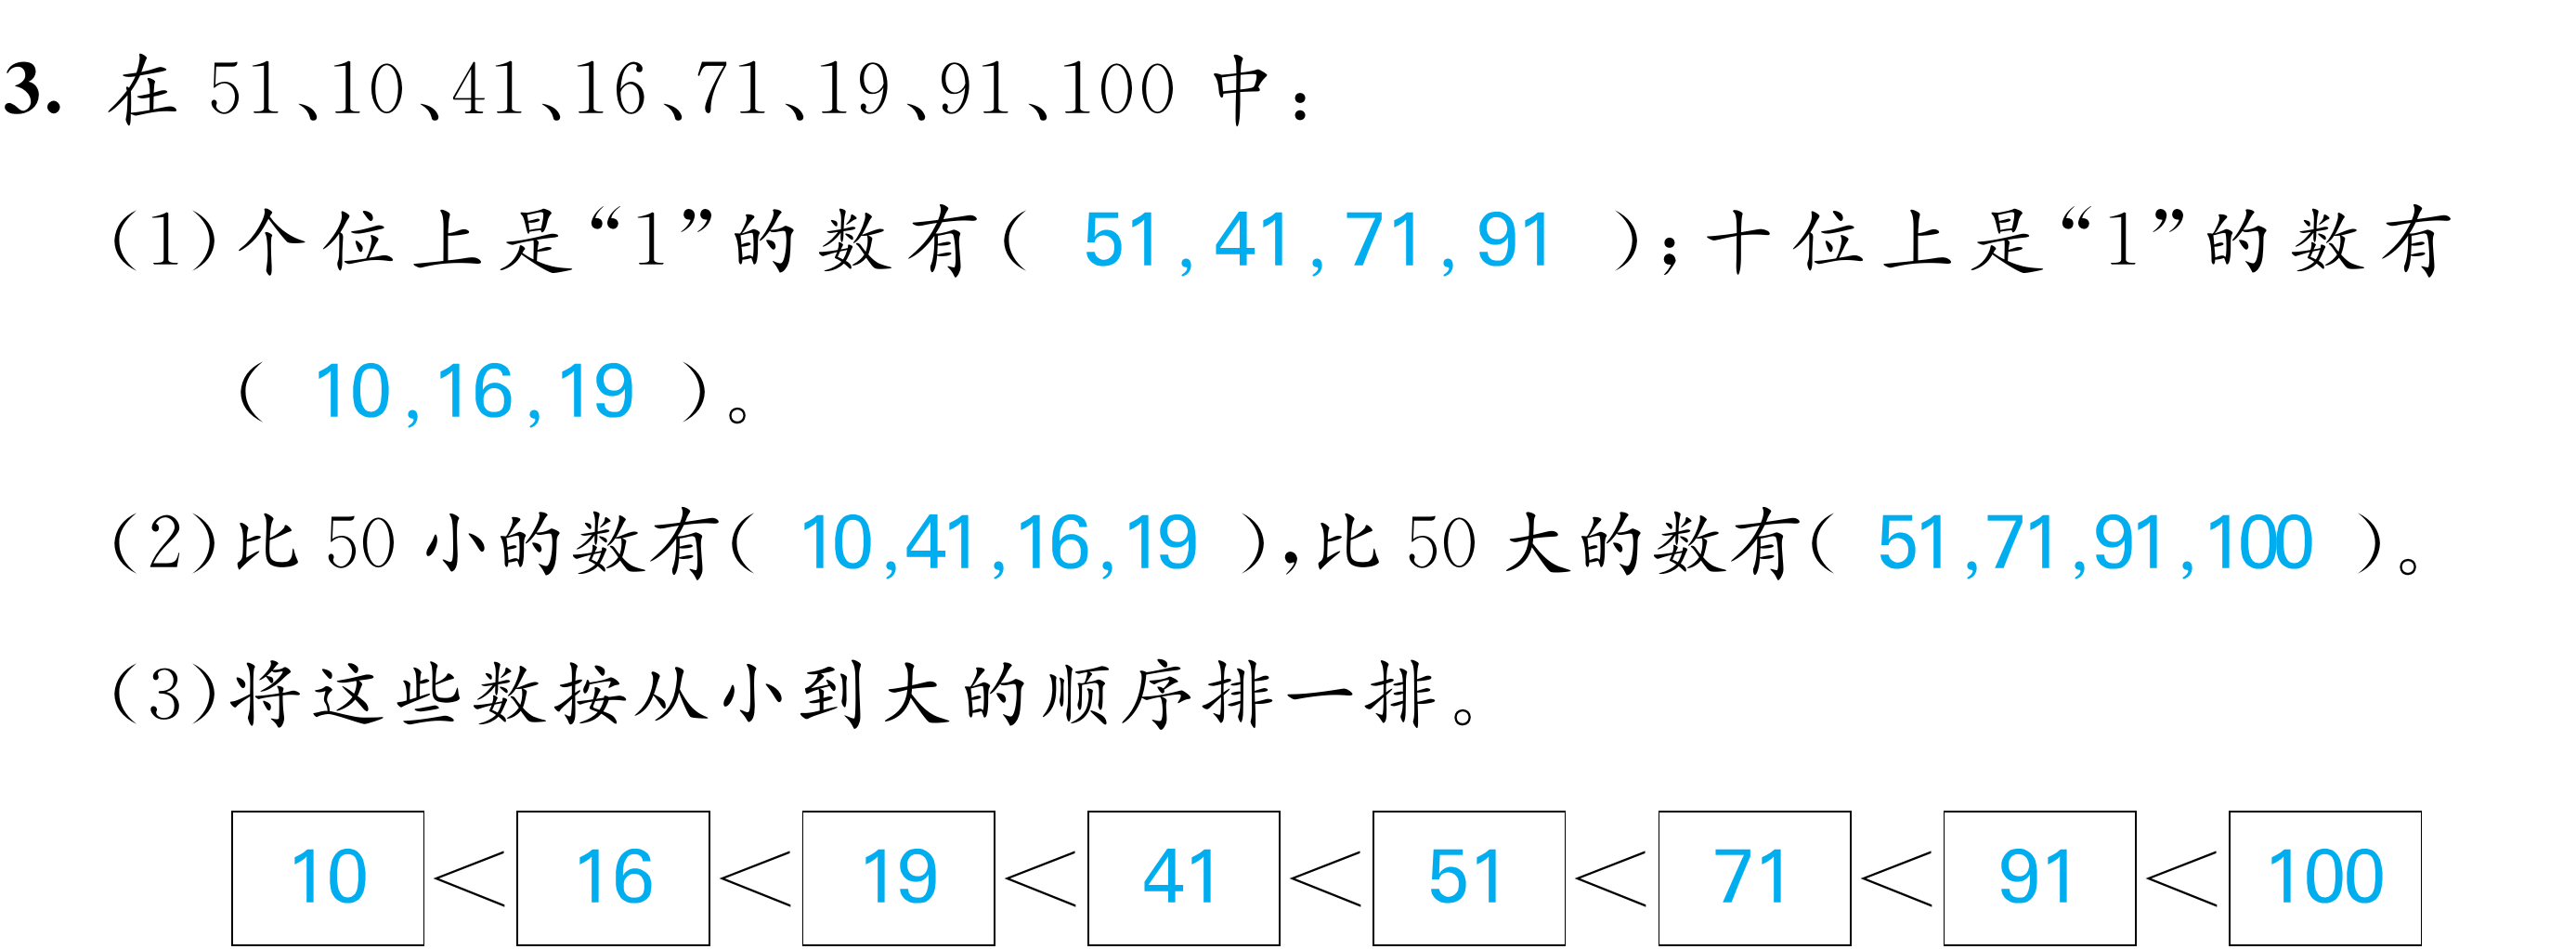 3. 在 51、10、41、16、71、19、91、100 中：
(1)个位上是“1”的数有( 51,41,71,91 );十位上是“1”的数有
( 10,16,19 )。
(2)比 50 小的数有( 10,41,16,19 ),比 50 大的数有( 51,71,91,100 )。
(3)将这些数按从小到大的顺序排一排。
10 < 16 < 19 < 41 < 51 < 71 < 91 < 100